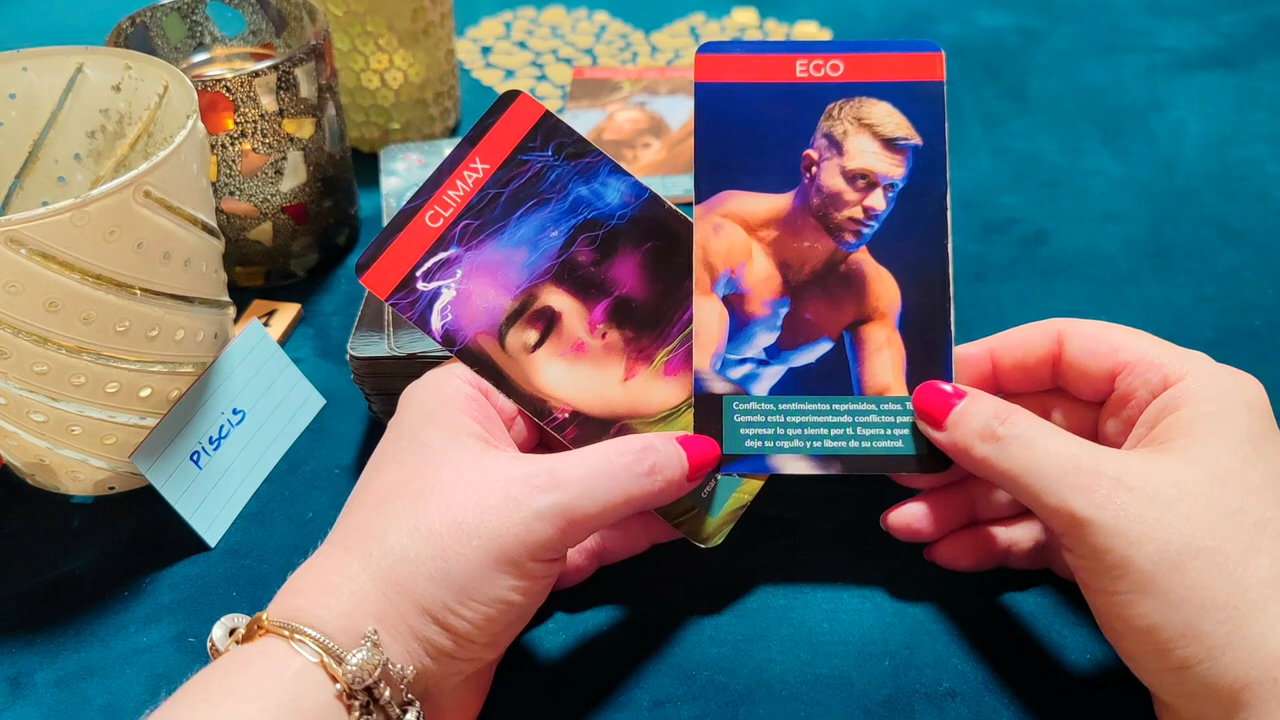 EGO
CLIMAX
Conflictos, sentimientos reprimidos, celos.
Gemelo está experimentando conflictos para
expresar lo que siente por ti. Espera a que
deje su orgullo y se libere de su control.
PISCIS
crear